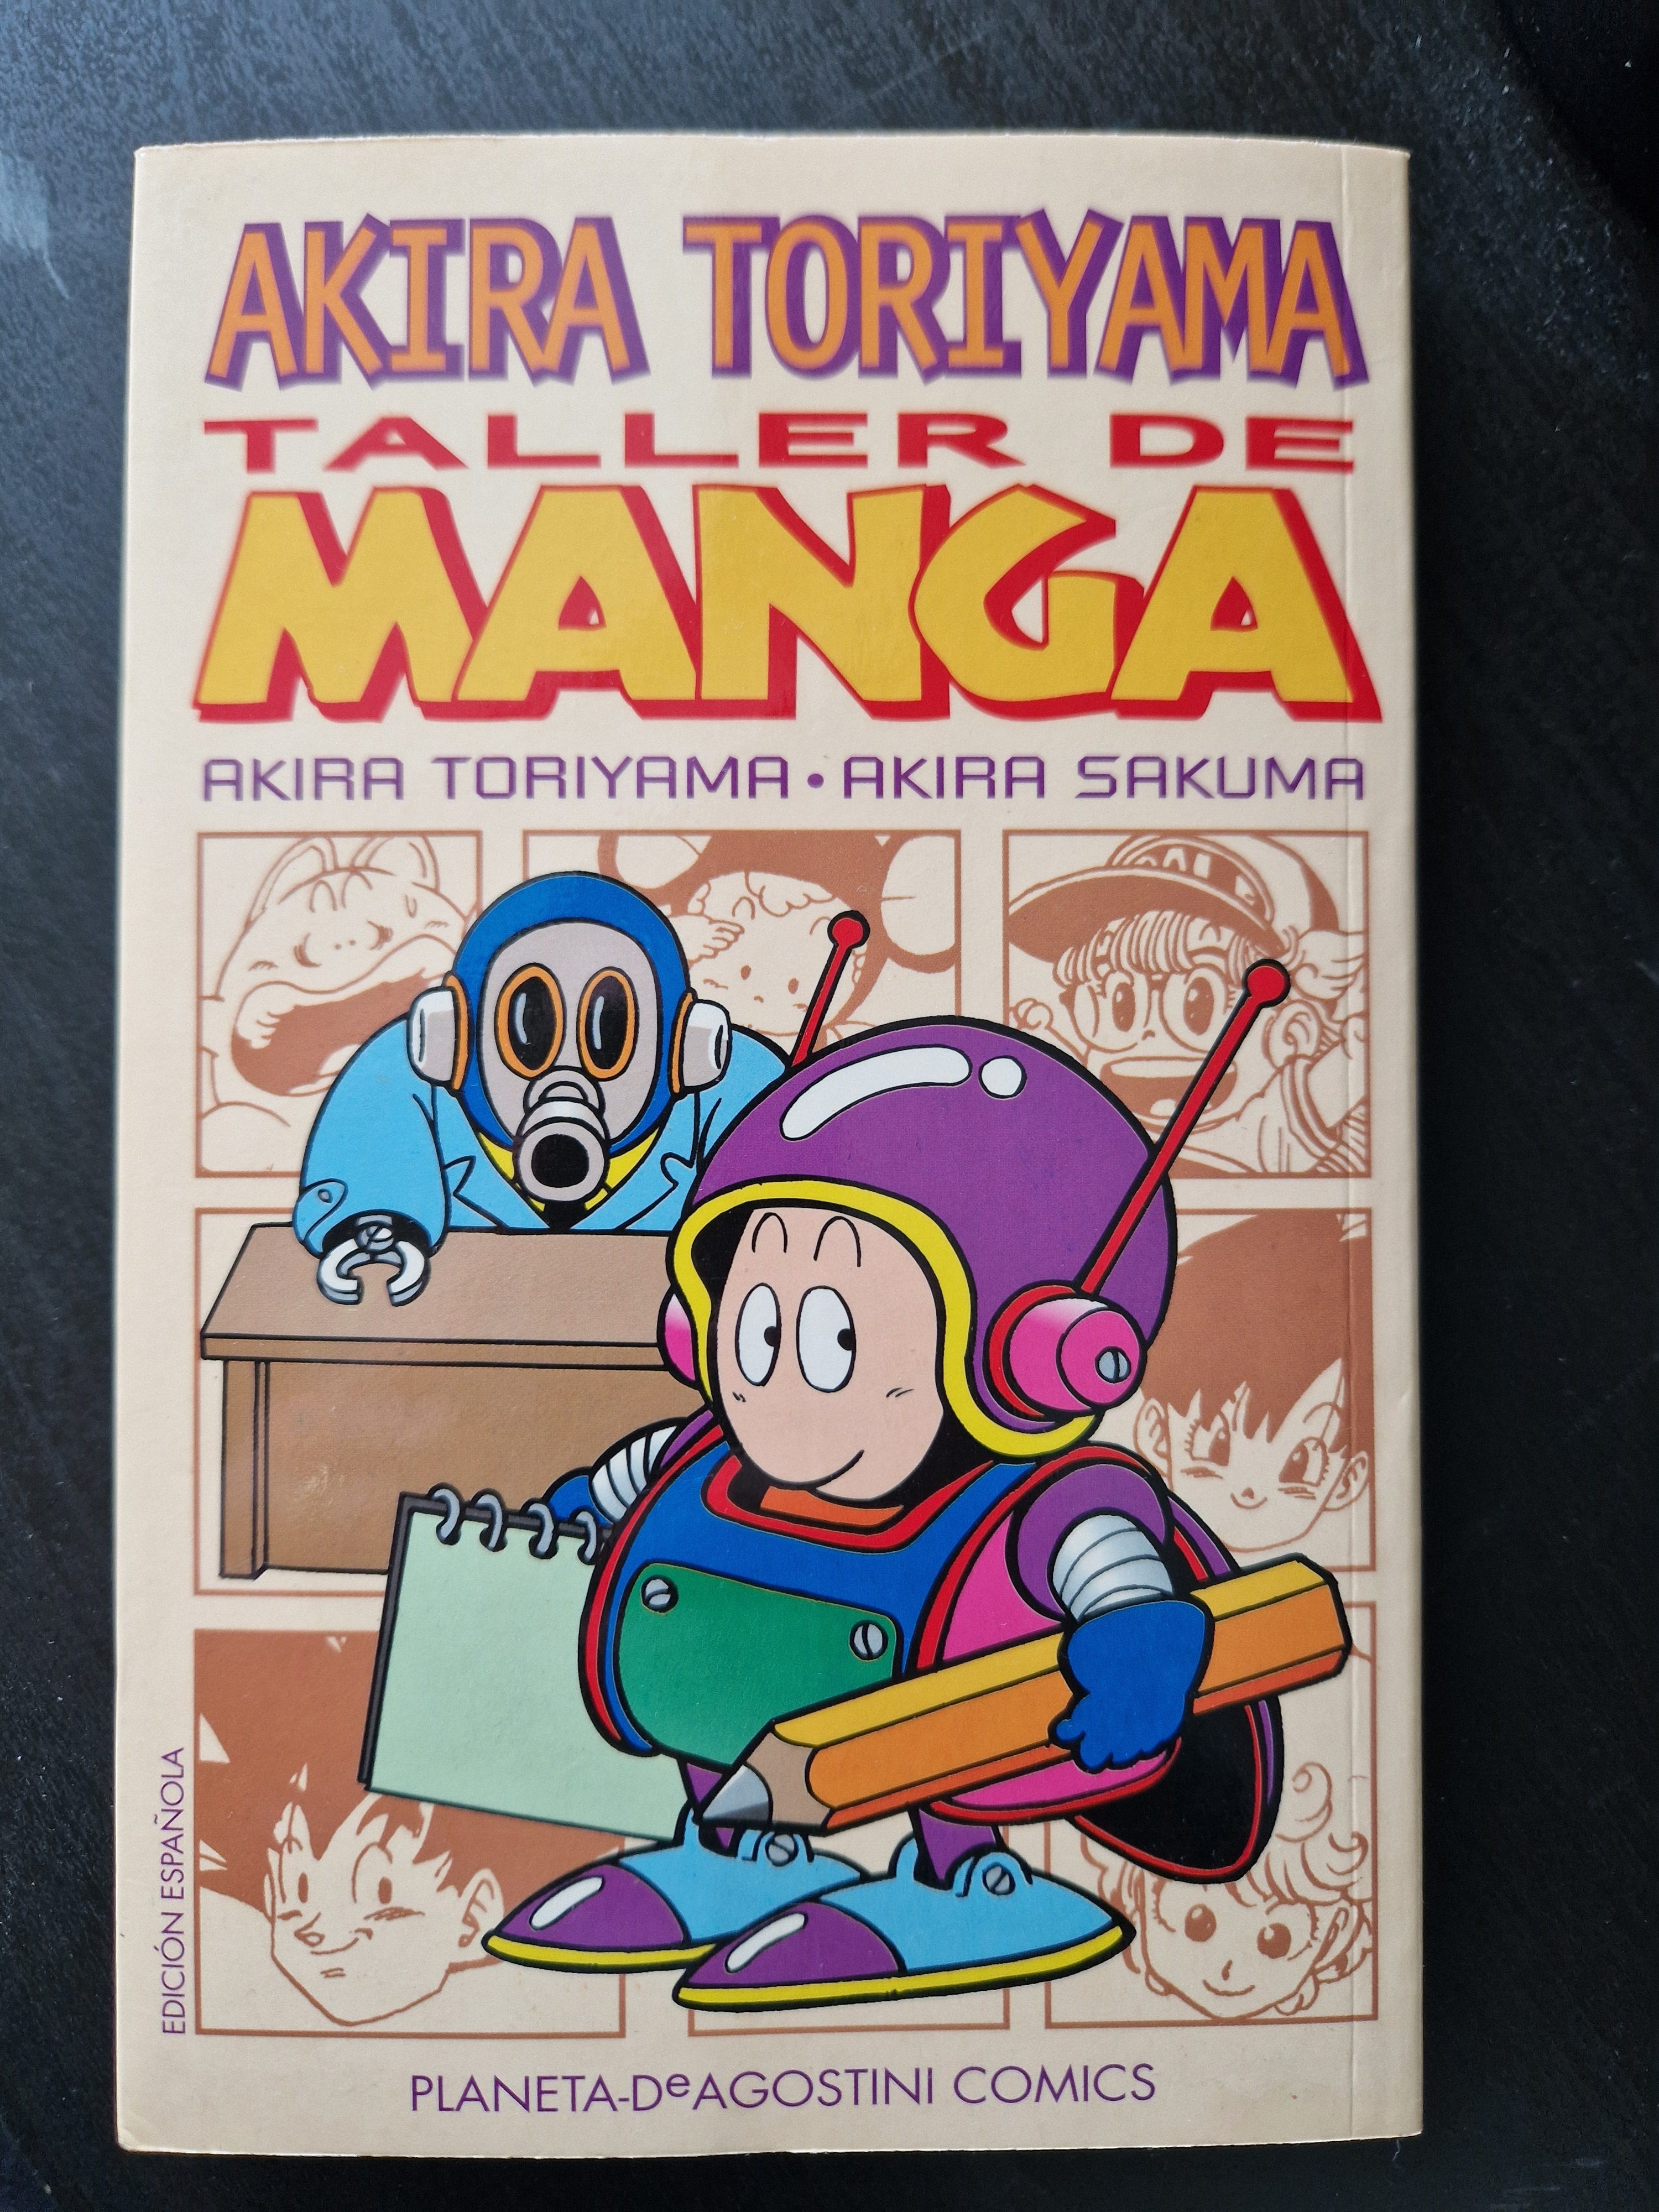 AKIRA TORIYAMA
TALLER DE
MANGA
AKIRA TORIYAMA • AKIRA SAKUMA
EDICIÓN ESPAÑOLA
PLANETA-DeAGOSTINI COMICS